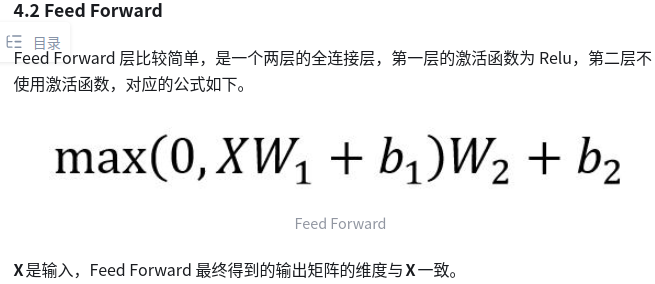 4.2 Feed Forward
目录
Feed Forward 层比较简单，是一个两层的全连接层，第一层的激活函数为 Relu，第二层不
使用激活函数，对应的公式如下。
max(0, XW₁ + b₁)W₂ + b₂
Feed Forward
X是输入，Feed Forward 最终得到的输出矩阵的维度与X一致。